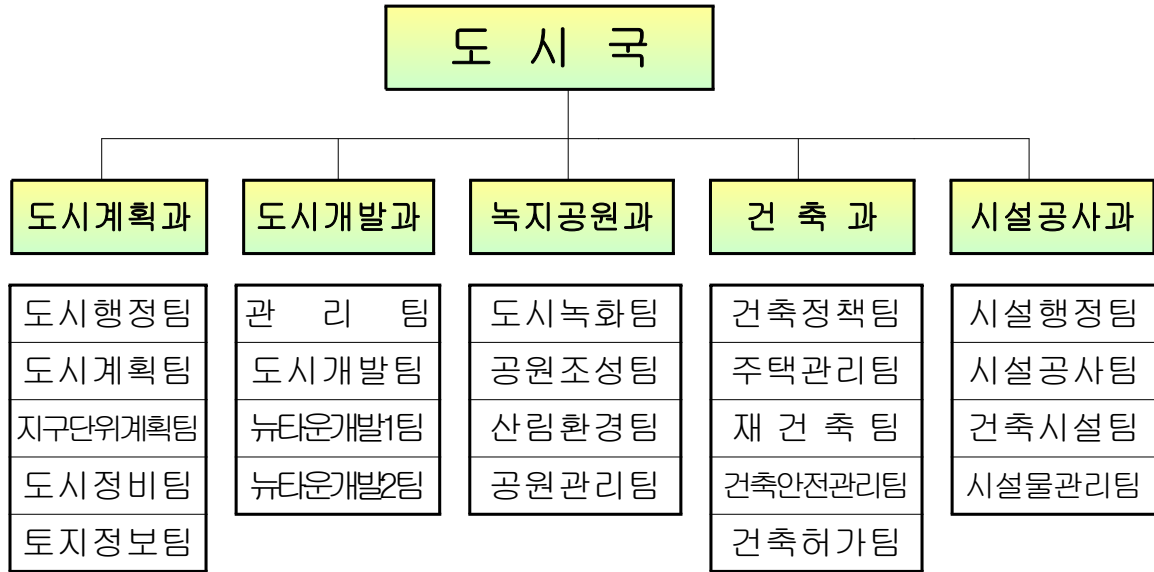 도 시 국
도시계획과
도시개발과
녹지공원과
건 축 과
시설공사과
도시행정팀
도시계획팀
지구단위계획팀
도시정비팀
토지정보팀
관 리 팀
도시개발팀
뉴타운개발1팀
뉴타운개발2팀
도시녹화팀
공원조성팀
산림환경팀
공원관리팀
건축정책팀
주택관리팀
재 건 축 팀
건축안전관리팀
건축허가팀
시설행정팀
시설공사팀
건축시설팀
시설물관리팀